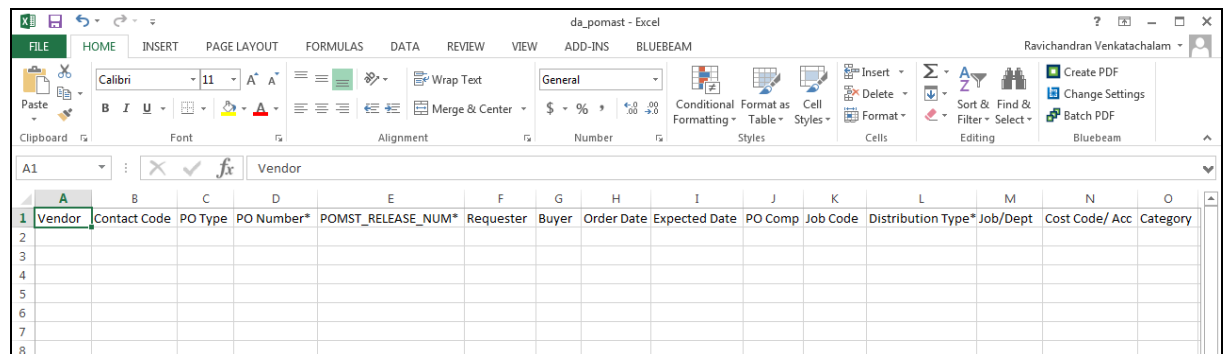 da_pomast - Excel
FILE HOME INSERT PAGE LAYOUT FORMULAS DATA REVIEW VIEW ADD-INS BLUEBEAM Ravichandran Venkatachalam
Paste
Calibri 11 A A Wrap Text General
B I U A Merge & Center $ % , .0 .00 .00 .0
Conditional Formatting Format as Table Cell Styles
Insert
Delete
Format
Sort & Filter Find & Select
Create PDF
Change Settings
Batch PDF
Clipboard Font Alignment Number Styles Cells Editing Bluebeam
A1 fx Vendor
A B C D E F G H I J K L M N O
1 Vendor Contact Code PO Type PO Number* POMST_RELEASE_NUM* Requester Buyer Order Date Expected Date PO Comp Job Code Distribution Type* Job/Dept Cost Code/ Acc Category
2
3
4
5
6
7
8